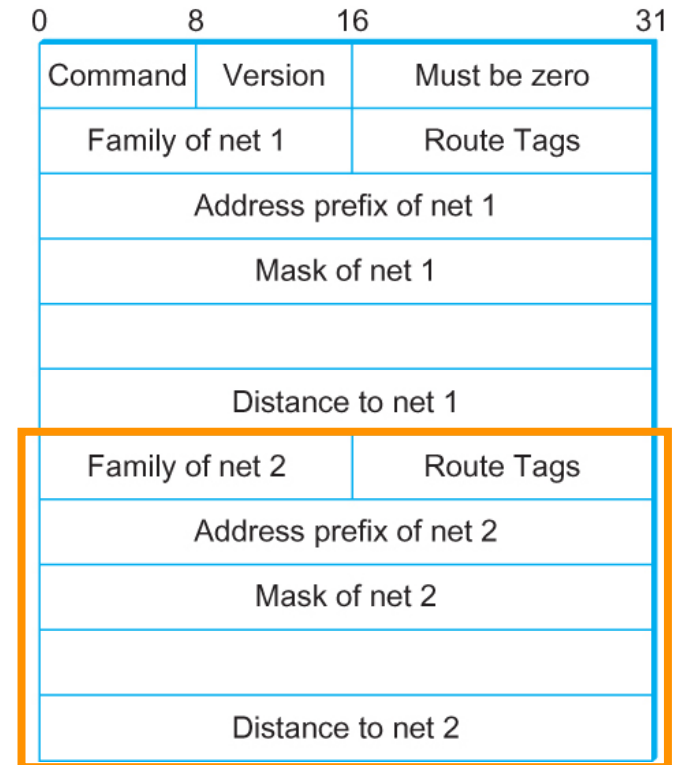 0 8 16 31
Command Version Must be zero
Family of net 1 Route Tags
Address prefix of net 1
Mask of net 1
Distance to net 1
Family of net 2 Route Tags
Address prefix of net 2
Mask of net 2
Distance to net 2